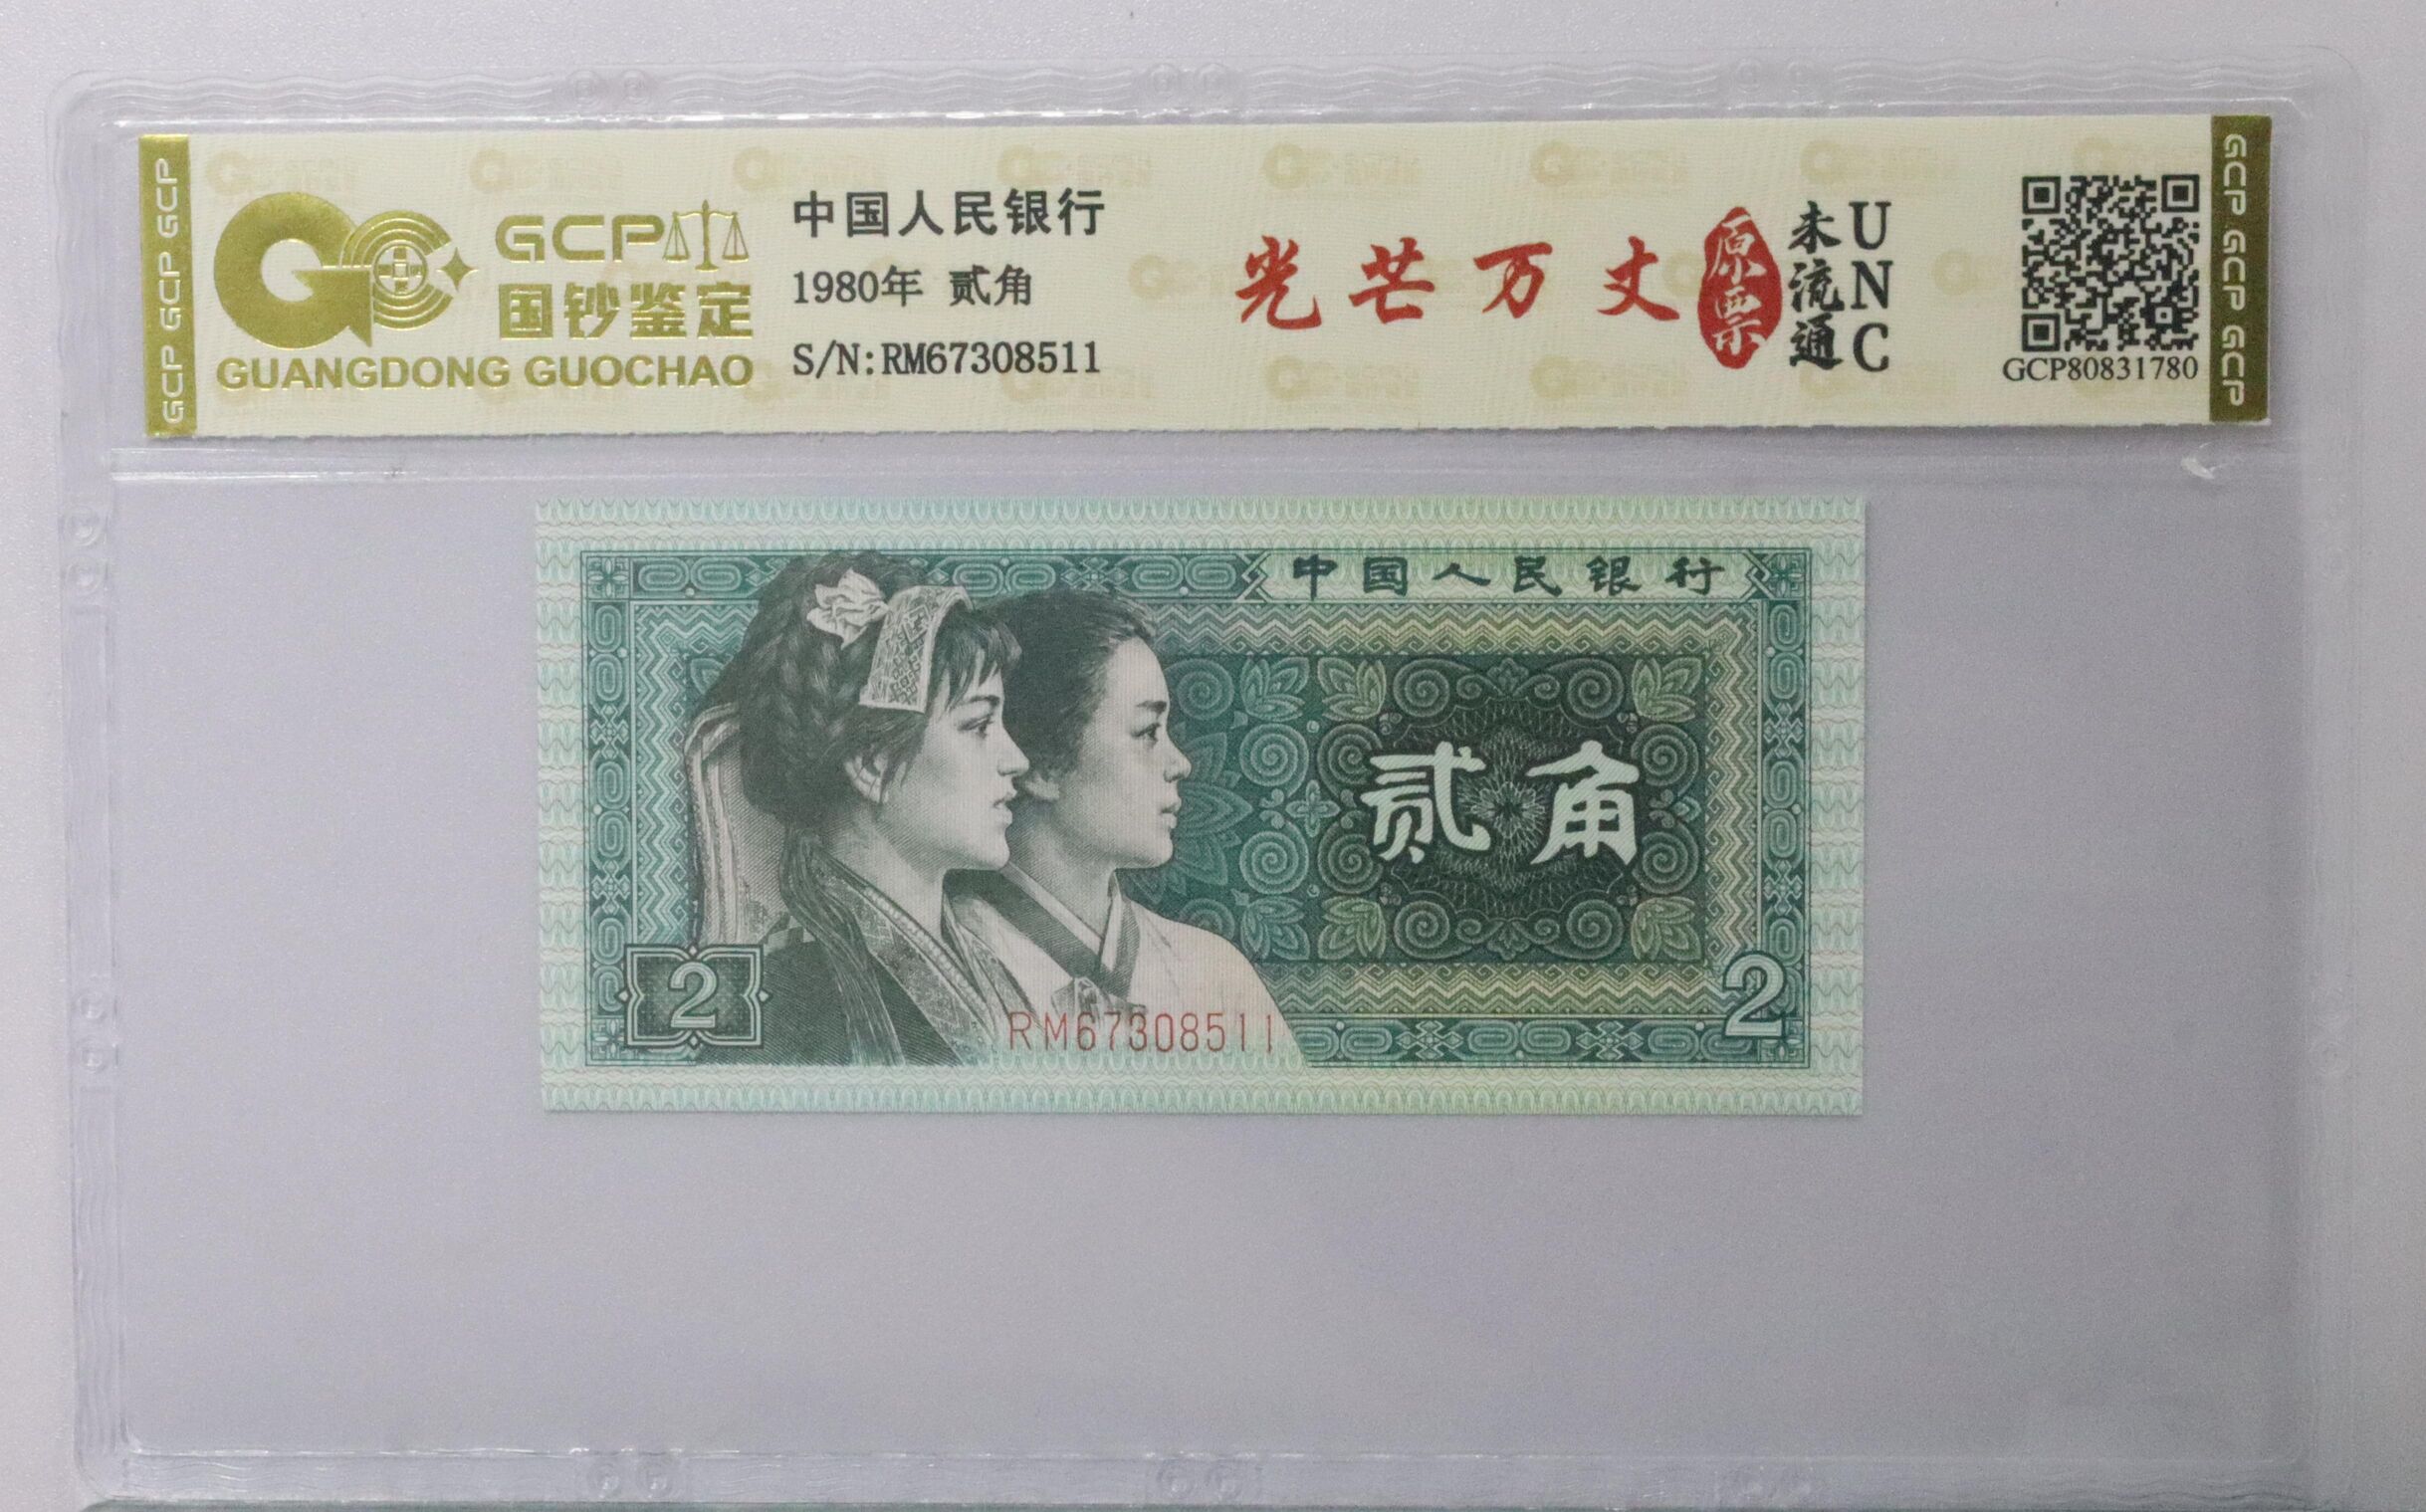 GCP GCP GCP
GCP
国钞鉴定
GUANGDONG GUOCHAO
中国人民银行
1980年 贰角
S/N:RM67308511
光芒万丈
原票
未流通
UNC
GCP80831780
GCP GCP GCP
中国人民银行
贰角
2
2
RM67308511